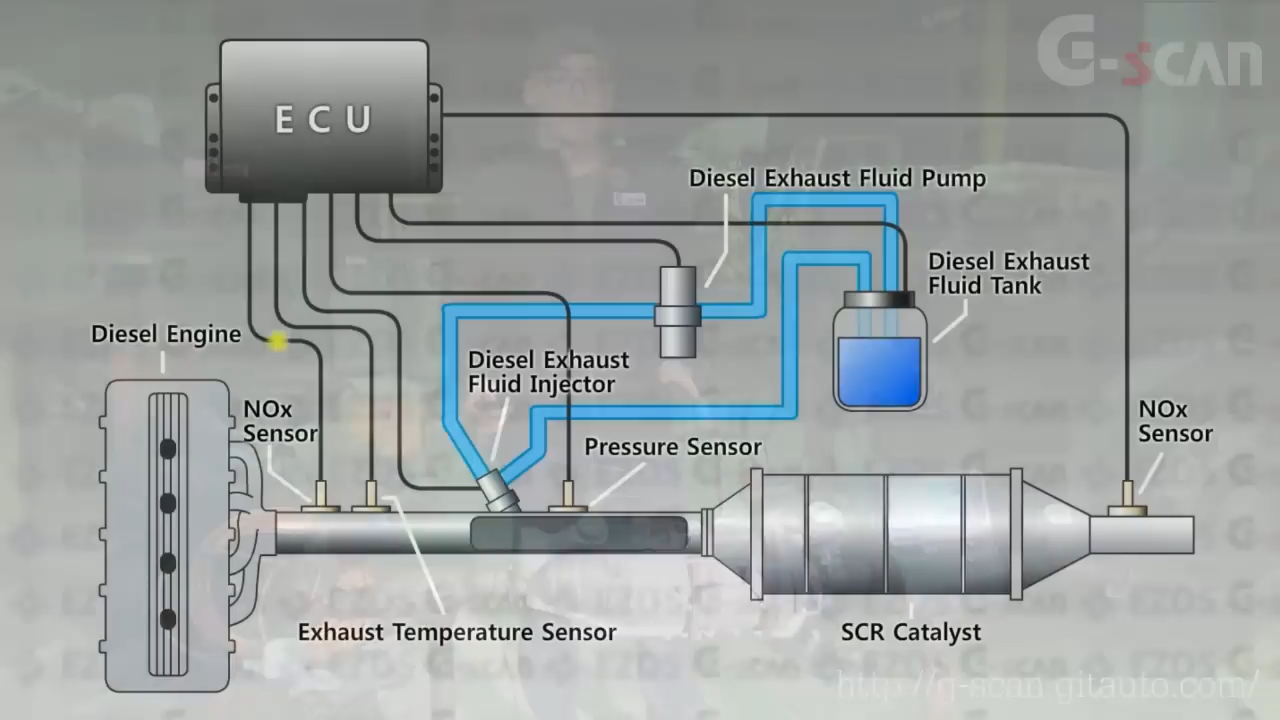 G-SCAN
ECU
Diesel Exhaust Fluid Pump
Diesel Exhaust
Fluid Tank
Diesel Engine
Diesel Exhaust
Fluid Injector
NOx
Sensor
NOx
Sensor
Pressure Sensor
Exhaust Temperature Sensor
SCR Catalyst
http://g-scan.gitauto.com/